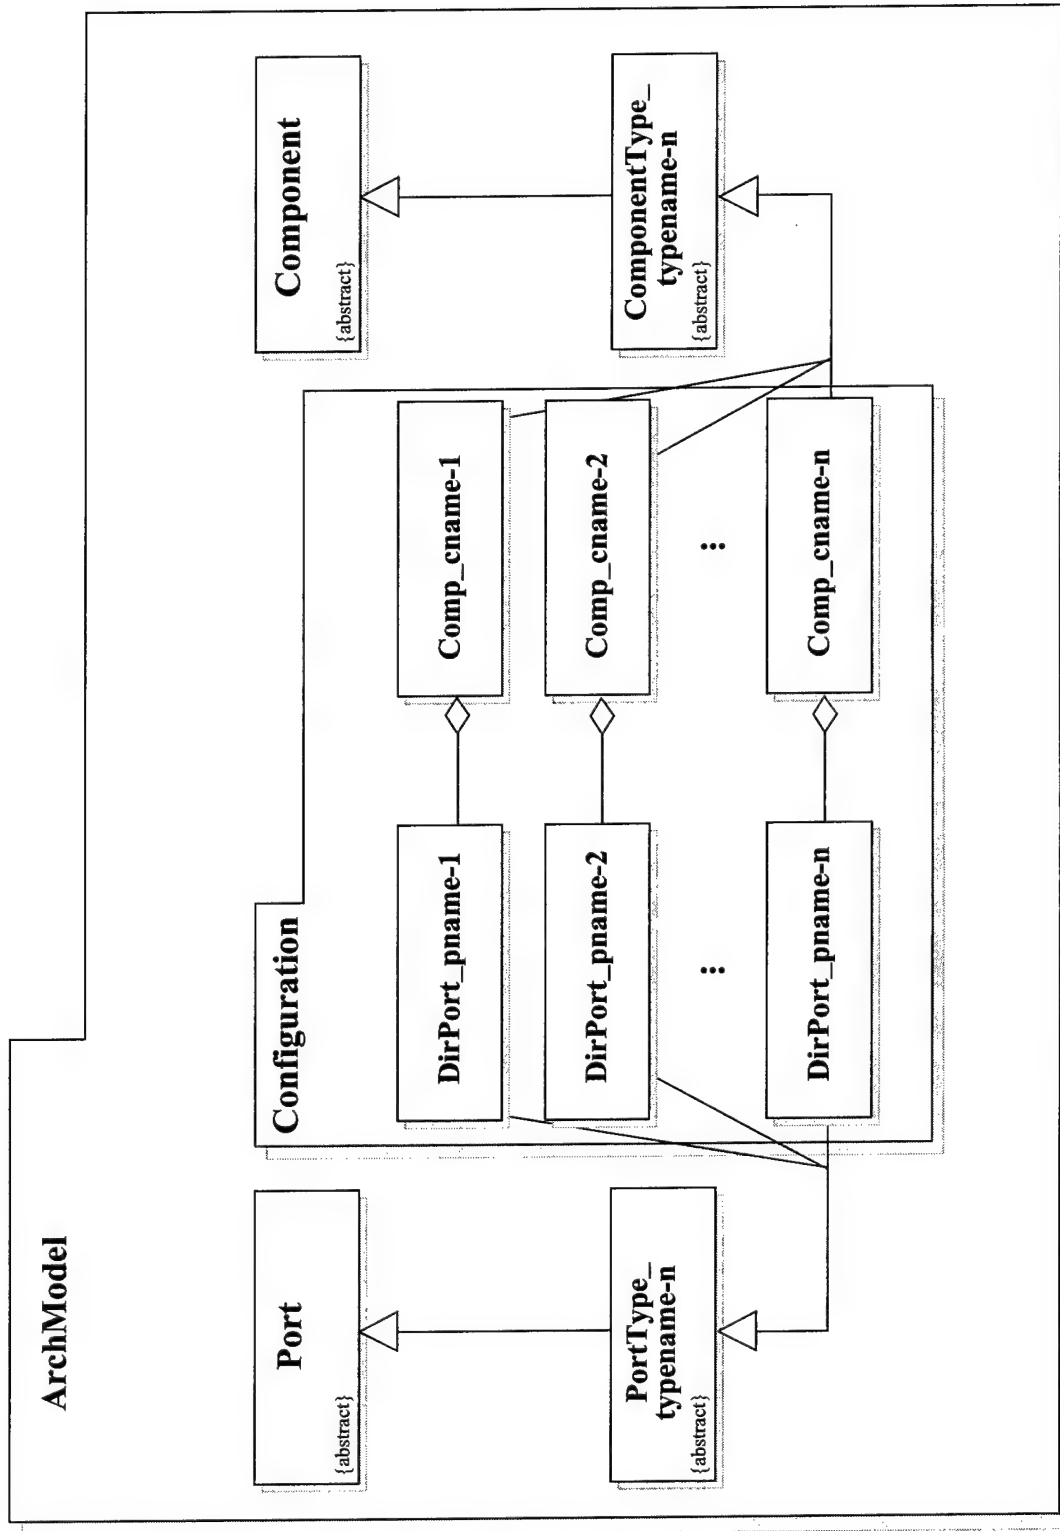 ArchModel
Port
{abstract}
Configuration
Component
{abstract}
DirPort_pname-1
Comp_cname-1
DirPort_pname-2
Comp_cname-2
PortType_
typename-n
{abstract}
ComponentType_
typename-n
{abstract}
⋮
⋮
DirPort_pname-n
Comp_cname-n